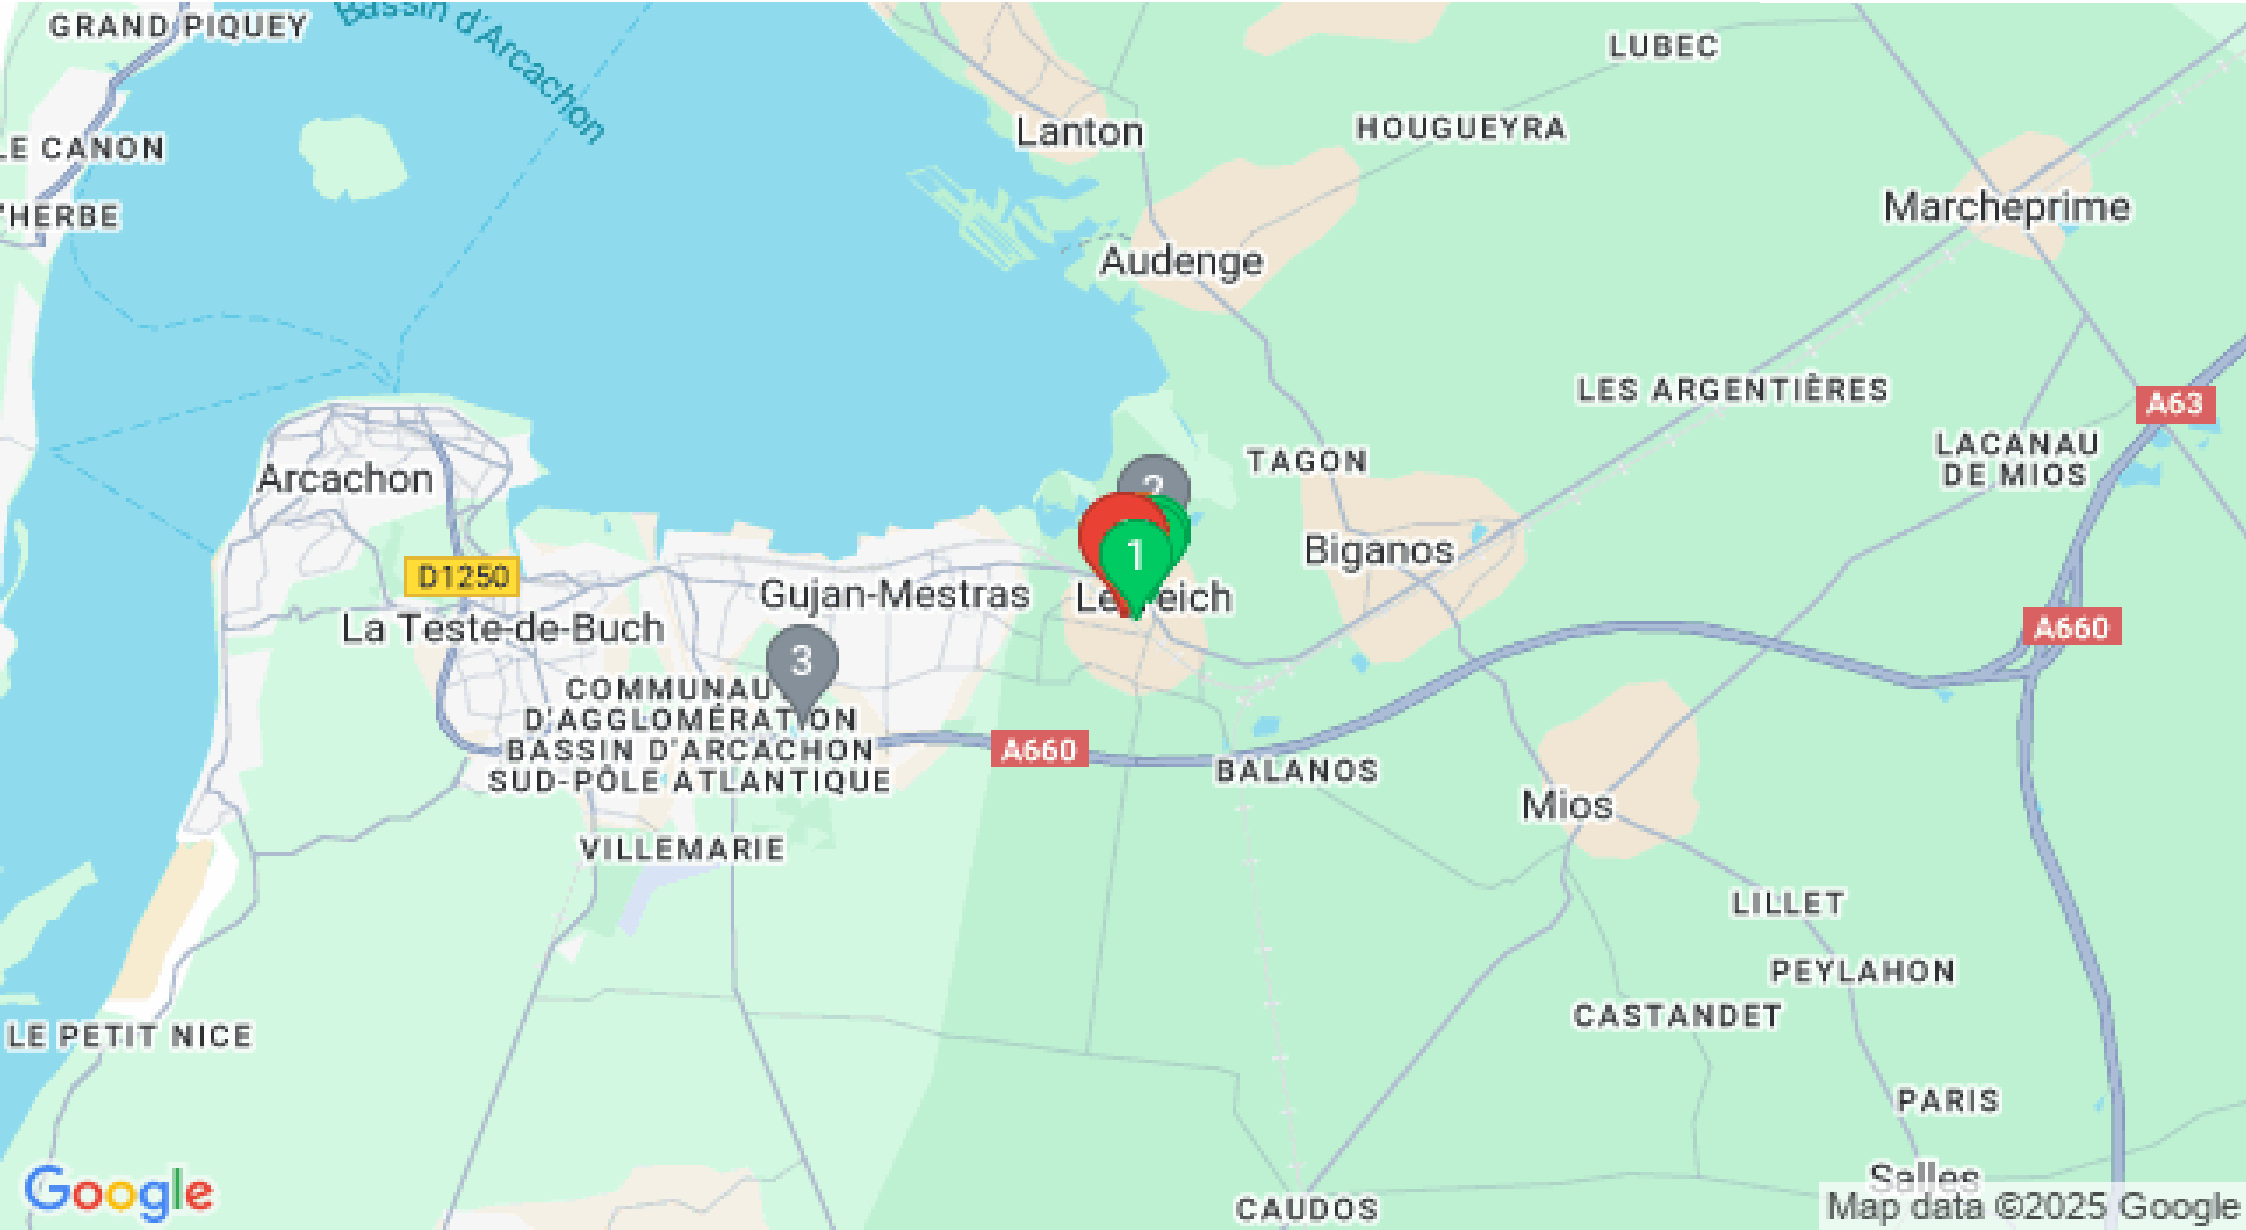 GRAND PIQUEY
Bassin d'Arcachon
LUBEC
Lanton
HOUGUEYRA
LE CANON
'HERBE
Marcheprime
Audenge
LES ARGENTIÈRES
A63
LACANAU
DE MIOS
TAGON
Arcachon
2
1
Biganos
D1250
Gujan-Mestras
La Teste-de-Buch
A660
3
COMMUNAU
D'AGGLOMÉRATION
BASSIN D'ARCACHON
SUD-PÔLE ATLANTIQUE
A660
BALANOS
Mios
VILLEMARIE
LILLET
PEYLAHON
CASTANDET
LE PETIT NICE
PARIS
Salles
CAUDOS
Google
Map data ©2025 Google